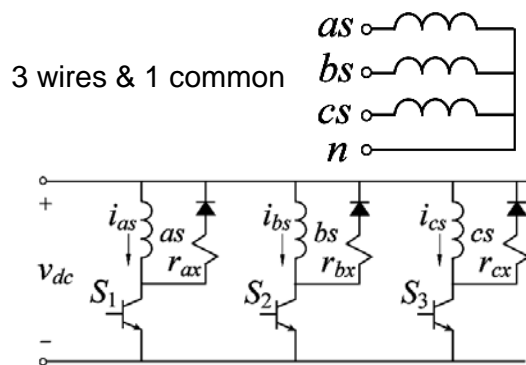 as
bs
3 wires & 1 common
cs
n
+
i_as as r_ax i_bs bs r_bx i_cs cs r_cx
v_dc
S_1 S_2 S_3
−